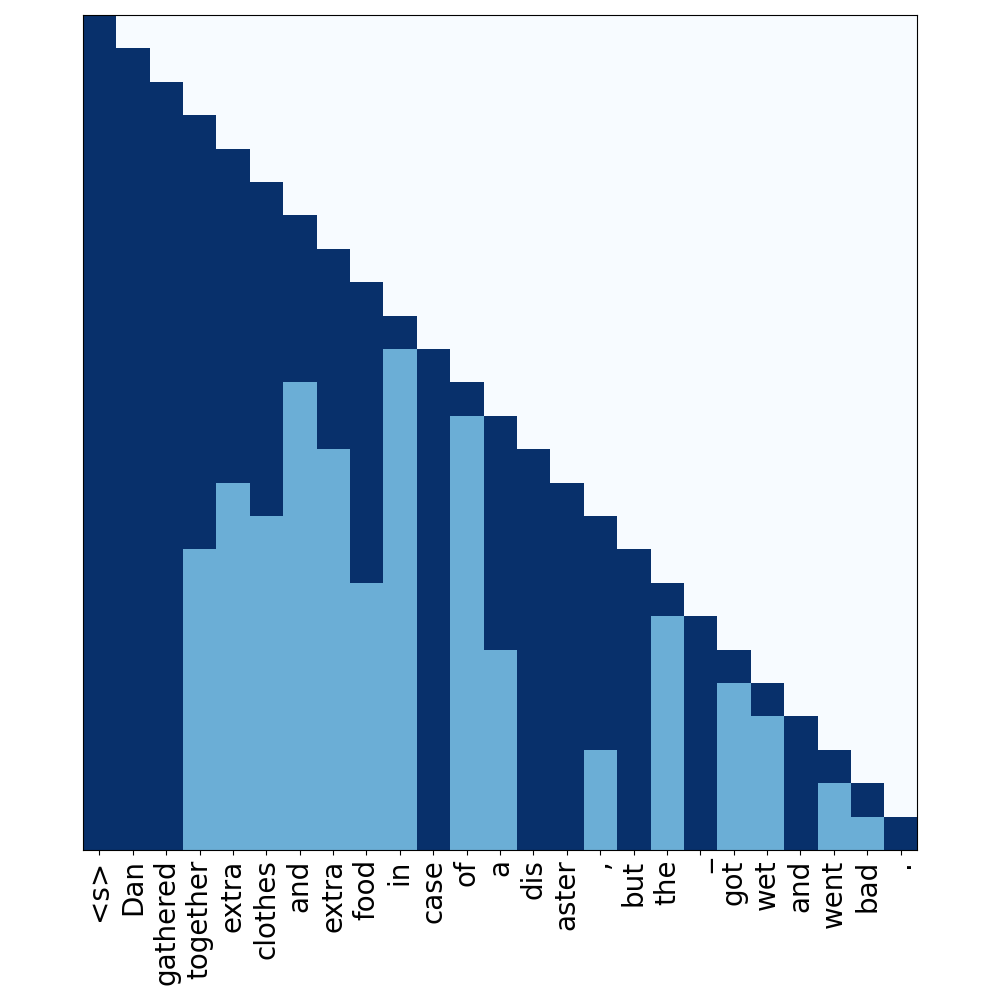 <s> Dan gathered together extra clothes and extra food in case of a dis aster , but the _ got wet and went bad .